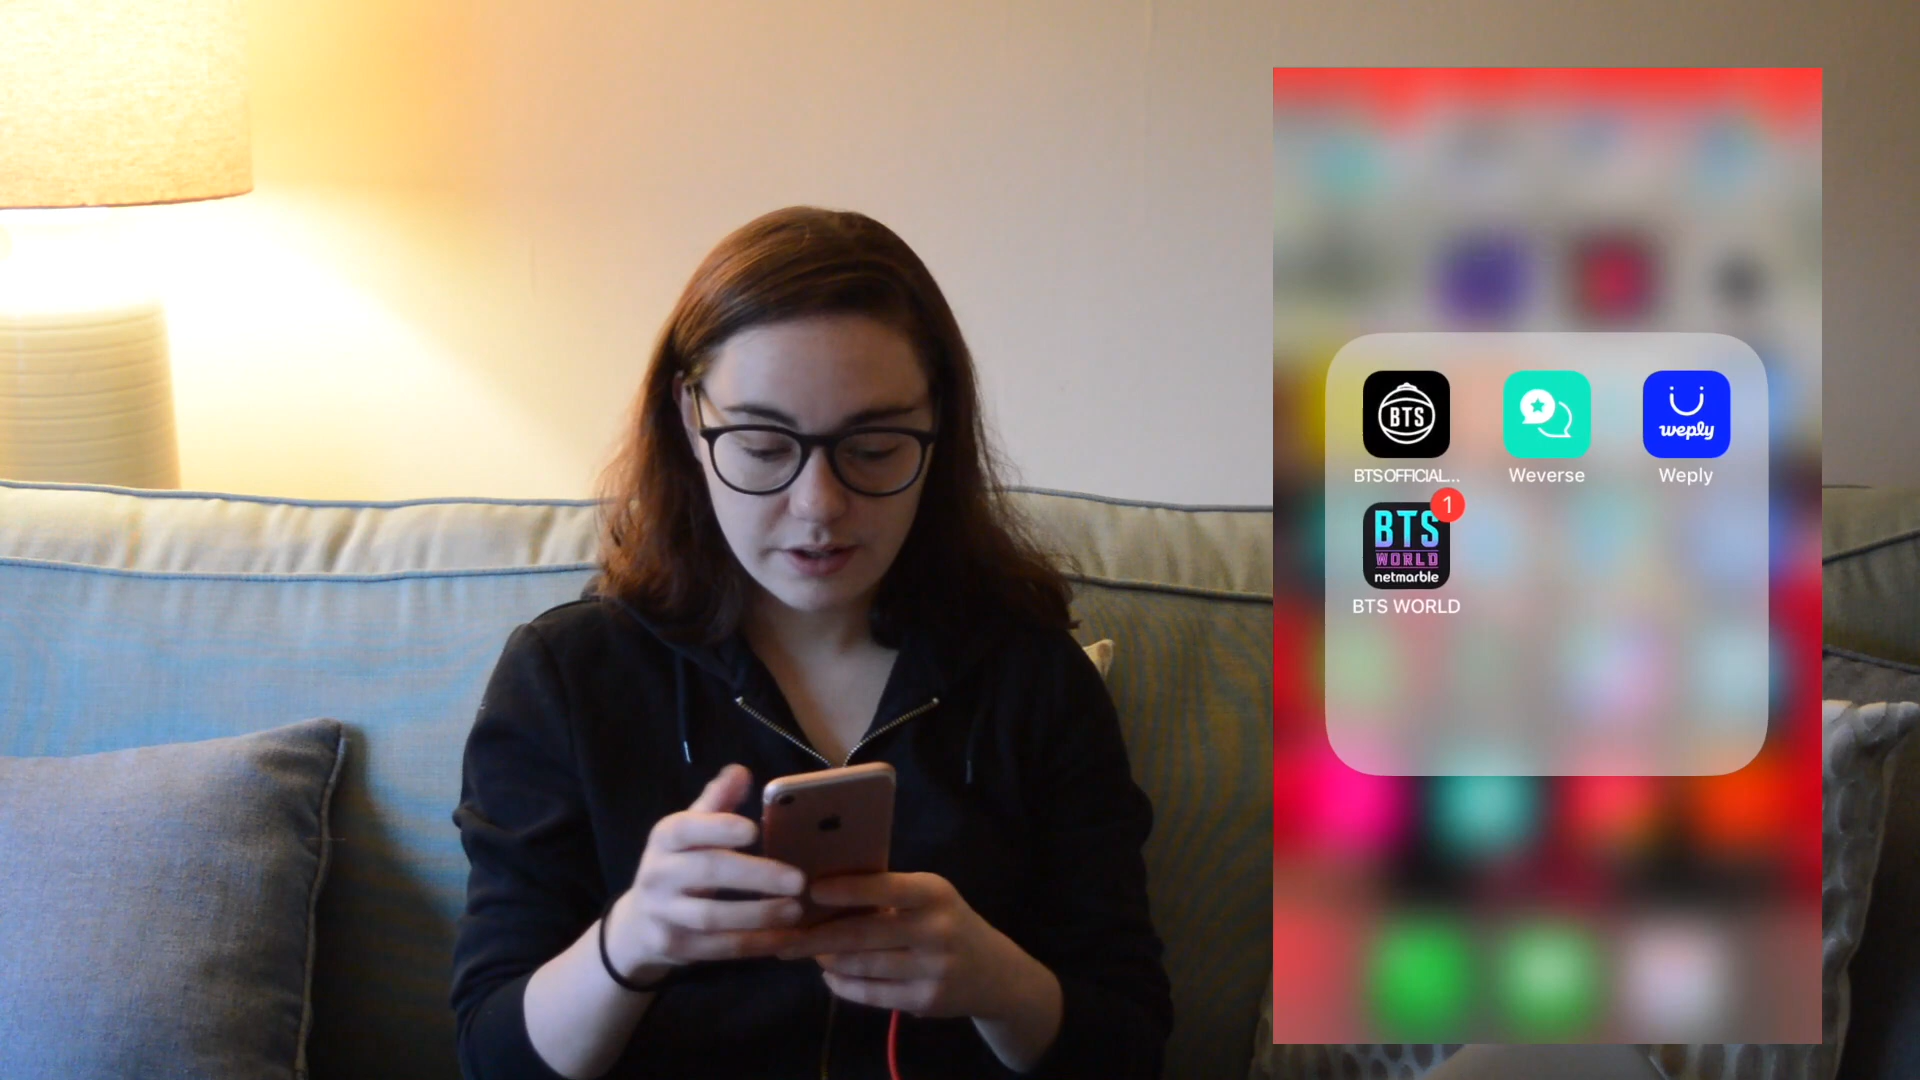 BTS
weply
BTS OFFICIAL...
Weverse
Weply
1
BTS
WORLD
netmarble
BTS WORLD